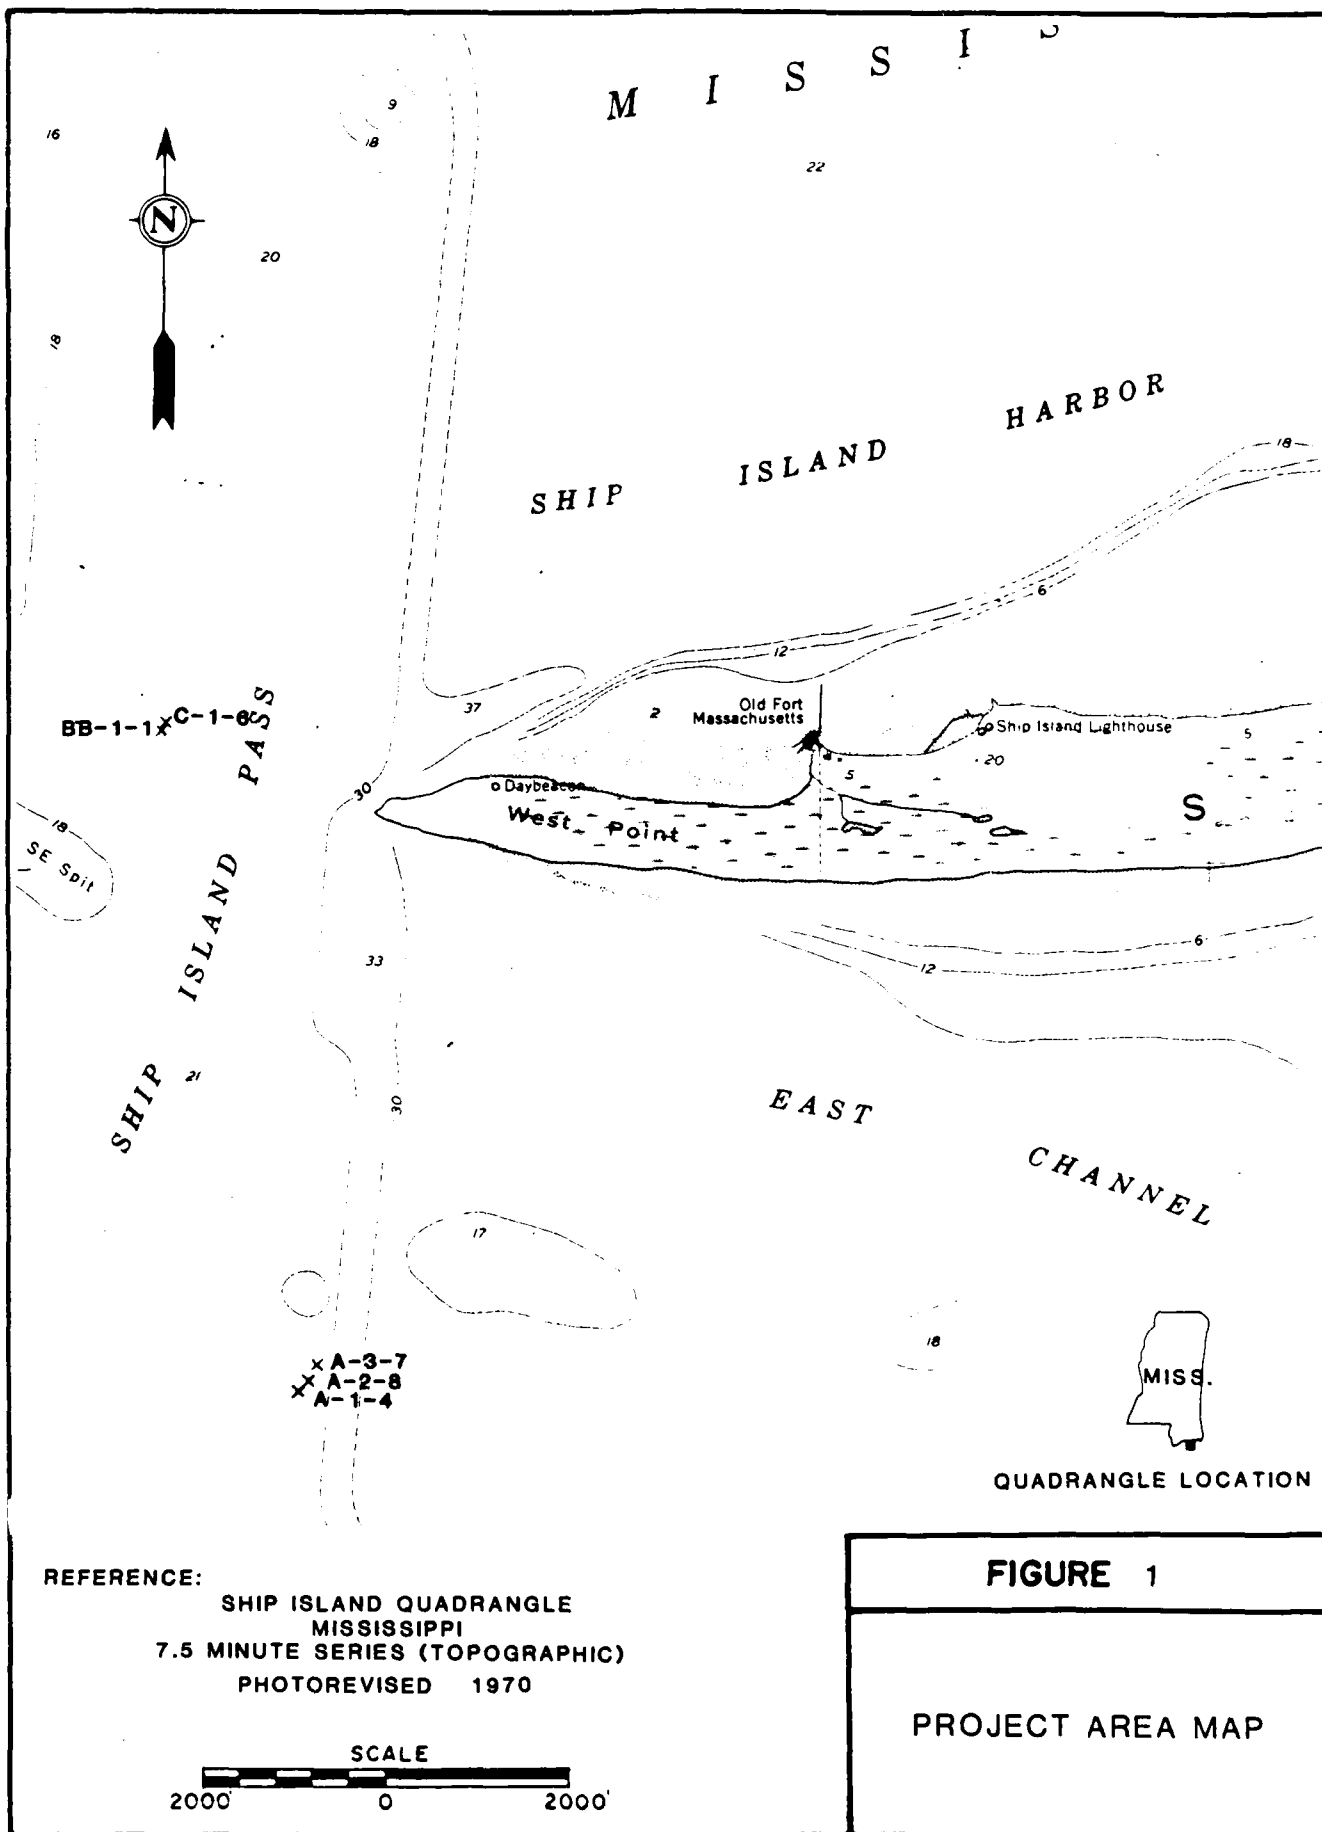 M I S S I S
9
16
18
22
N
20
18
SHIP ISLAND HARBOR
18
6
12
37
2
Old Fort
Massachusetts
Ship Island Lighthouse
5
20
5
BB-1-1
C-1-6
SHIP ISLAND PASS
30
Daybeacon
West Point
S
18
SE Spit
33
6
12
21
30
EAST CHANNEL
17
18
A-3-7
A-2-8
A-1-4
MISS.
QUADRANGLE LOCATION
REFERENCE:
SHIP ISLAND QUADRANGLE
MISSISSIPPI
7.5 MINUTE SERIES (TOPOGRAPHIC)
PHOTOREVISED 1970
SCALE
2000' 0 2000'
FIGURE 1
PROJECT AREA MAP